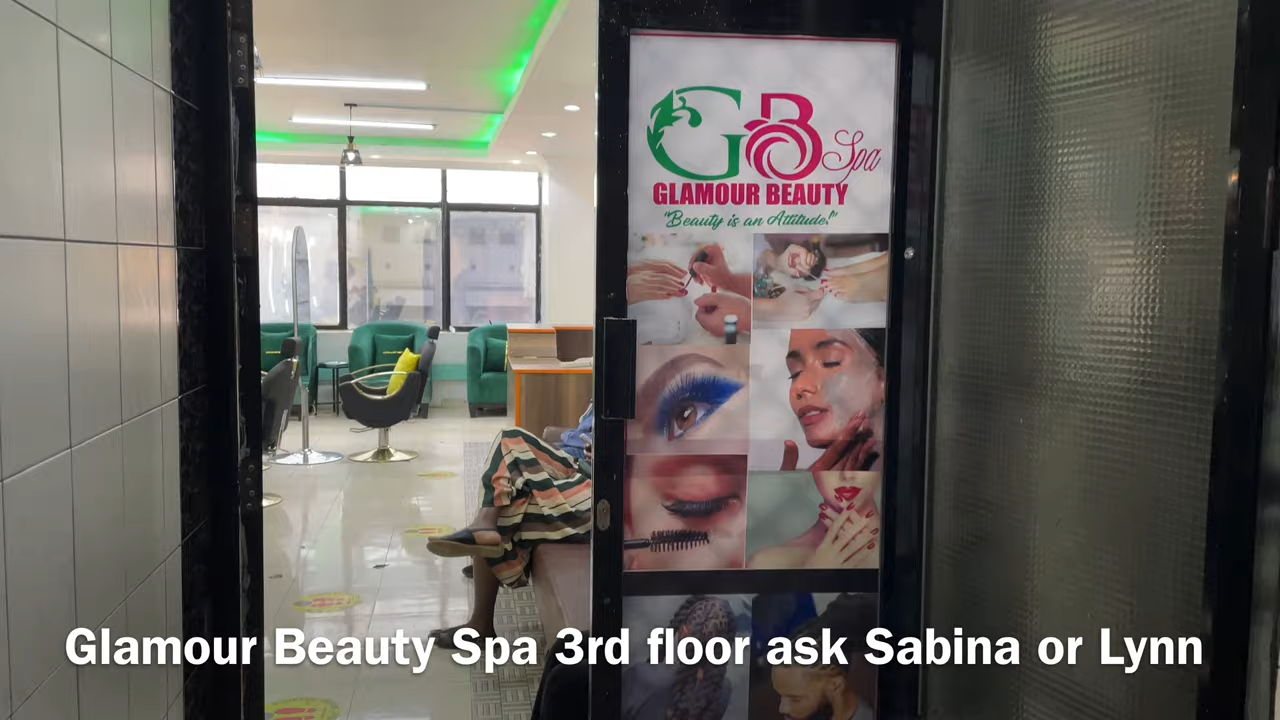 GB Spa
GLAMOUR BEAUTY
"Beauty is an Attitude!"
Glamour Beauty Spa 3rd floor ask Sabina or Lynn